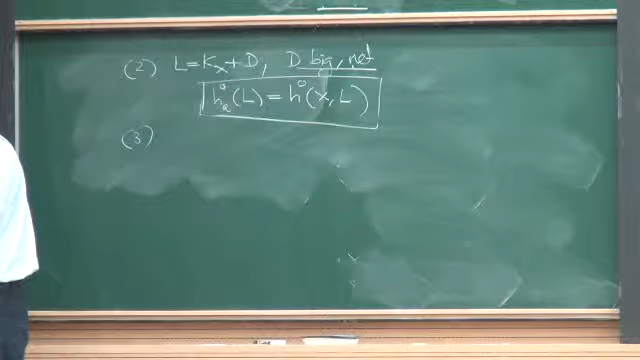 (2) L = K_X + D, D big, nef
h^0_a(L) = h^0(X, L)
(3)